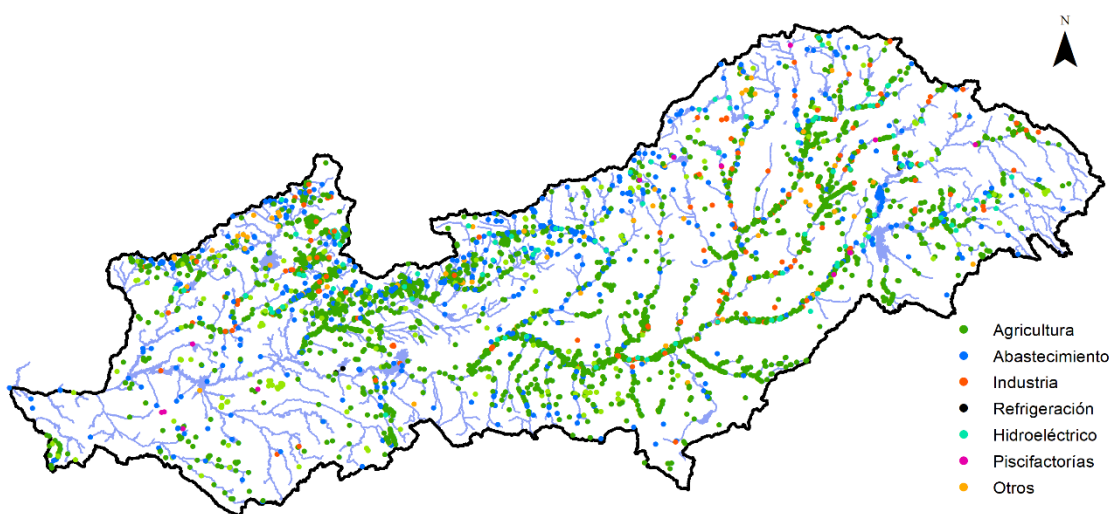 N
Agricultura
Abastecimiento
Industria
Refrigeración
Hidroeléctrico
Piscifactorías
Otros